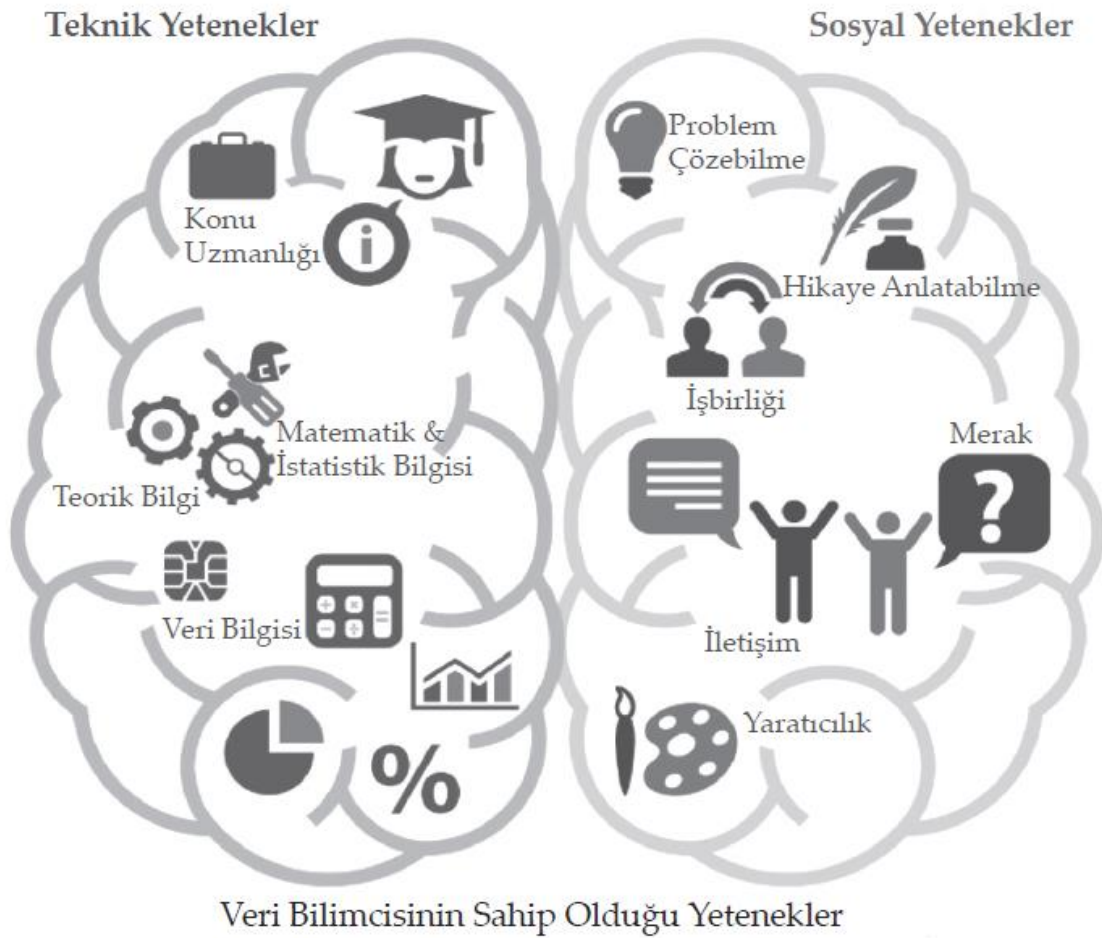 Teknik Yetenekler
Sosyal Yetenekler
Konu
Uzmanlığı
i
Matematik &
İstatistik Bilgisi
Teorik Bilgi
Veri Bilgisi
%
Problem
Çözebilme
Hikaye Anlatabilme
İşbirliği
Merak
?
İletişim
Yaratıcılık
Veri Bilimcisinin Sahip Olduğu Yetenekler